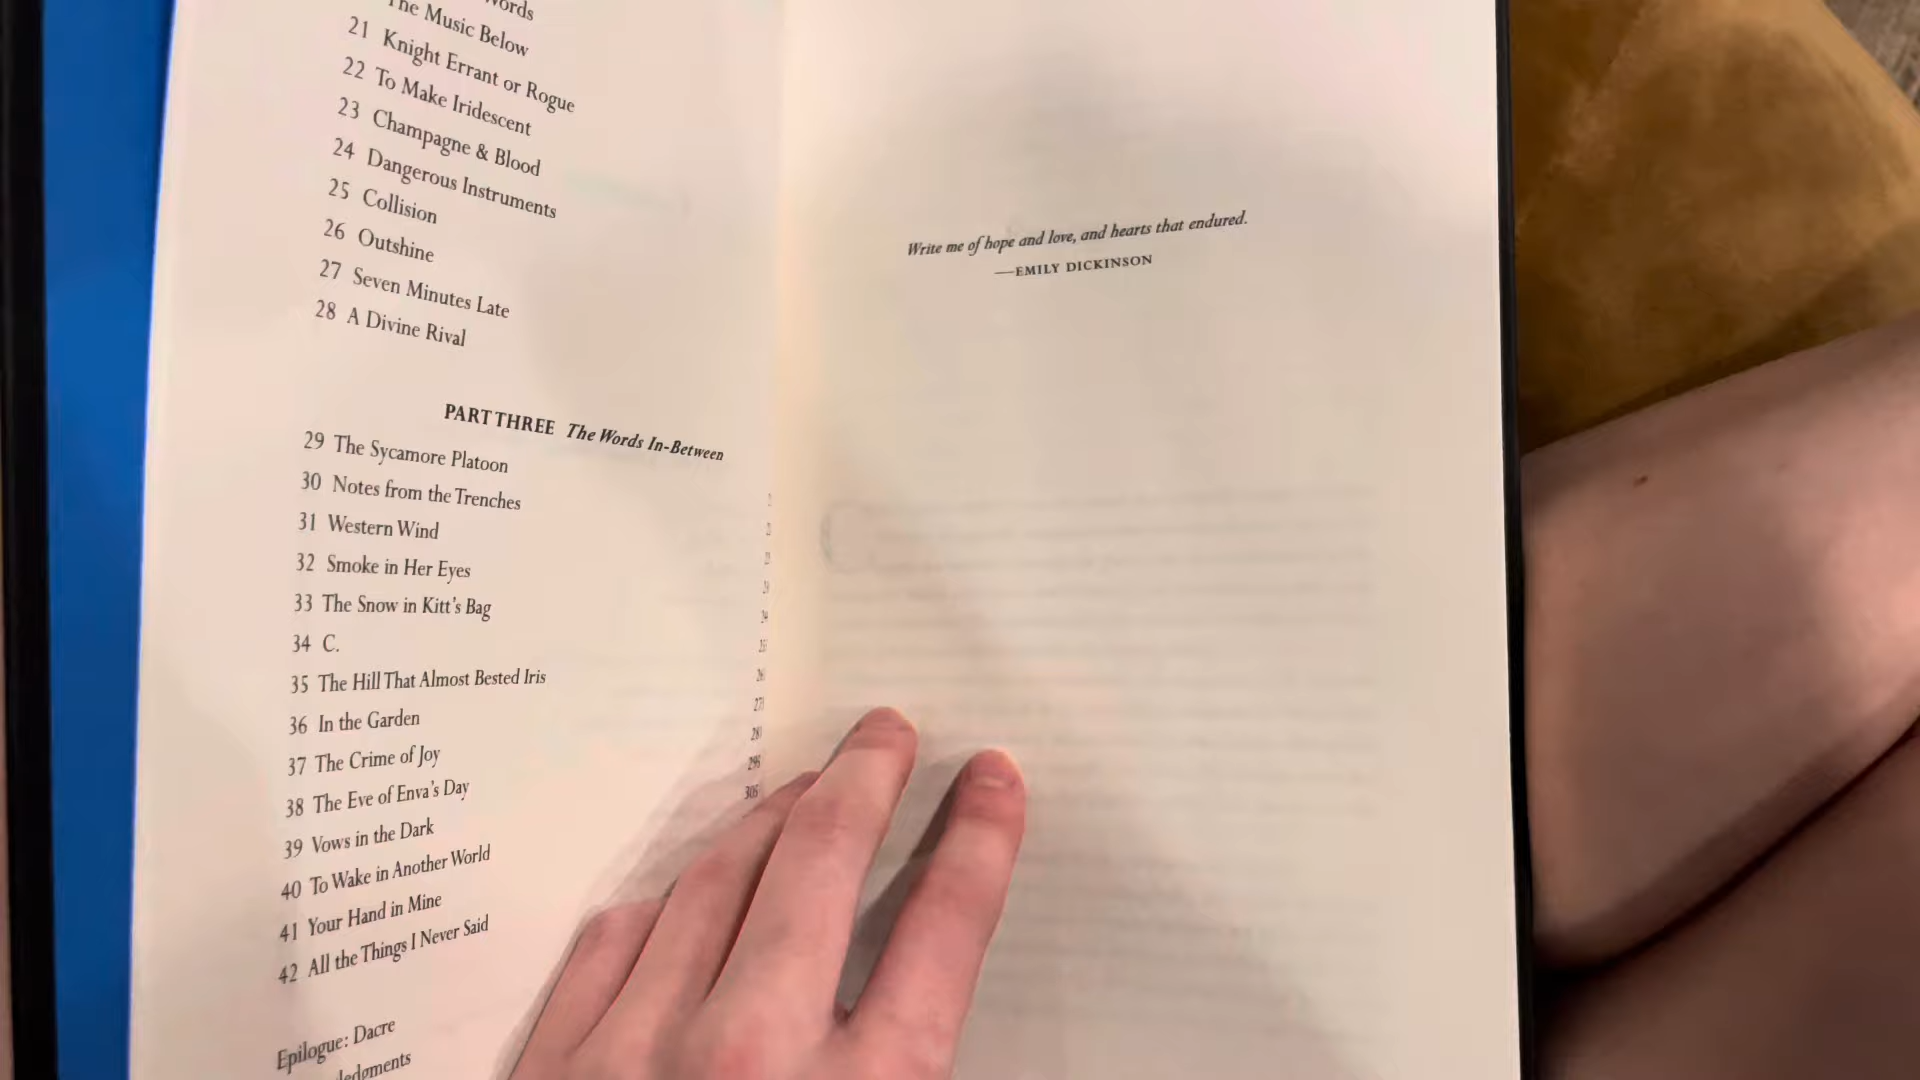 The Music Below
21 Knight Errant or Rogue
22 To Make Iridescent
23 Champagne & Blood
24 Dangerous Instruments
25 Collision
26 Outshine
27 Seven Minutes Late
28 A Divine Rival
PART THREE The Words In-Between
29 The Sycamore Platoon
30 Notes from the Trenches
31 Western Wind
32 Smoke in Her Eyes
33 The Snow in Kitt's Bag
34 C.
35 The Hill That Almost Bested Iris
36 In the Garden
37 The Crime of Joy
38 The Eve of Enva's Day
39 Vows in the Dark
40 To Wake in Another World
41 Your Hand in Mine
42 All the Things I Never Said
Epilogue: Dacre
Write me of hope and love, and hearts that endured.
—EMILY DICKINSON